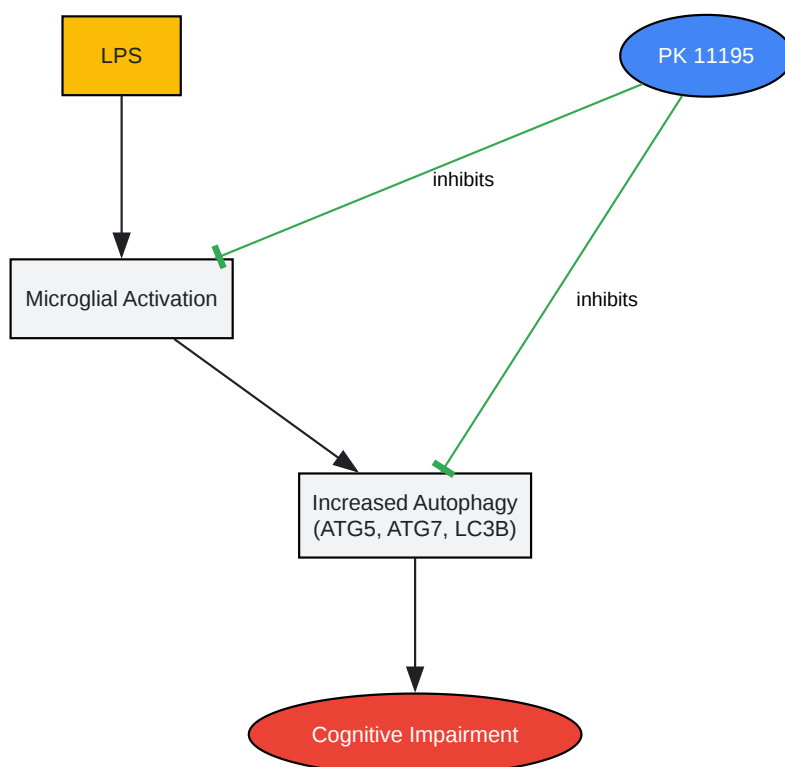 LPS
PK 11195
inhibits
Microglial Activation
inhibits
Increased Autophagy
(ATG5, ATG7, LC3B)
Cognitive Impairment